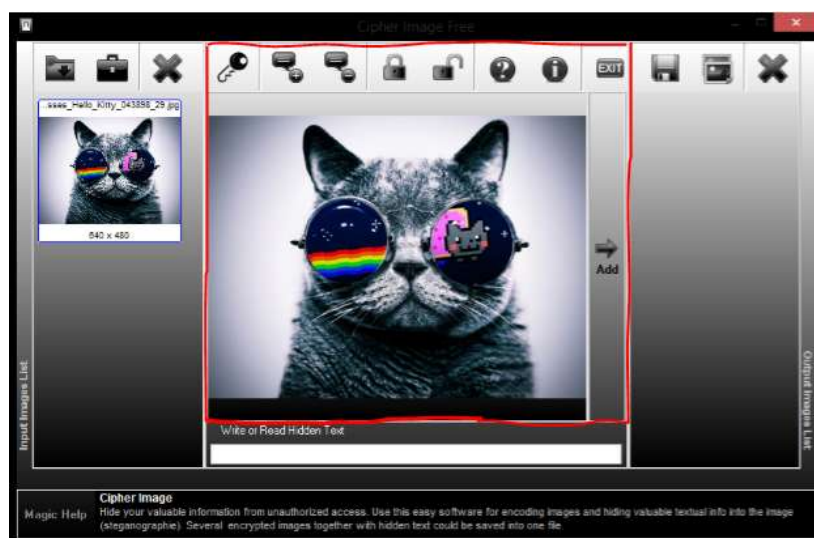 Cipher Image Free
EXIT
...sses_Hello_Kitty_043898_29.jpg
640 x 480
Add
Input Images List
Output Images List
Write or Read Hidden Text
Magic Help
Cipher Image
Hide your valuable information from unauthorized access. Use this easy software for encoding images and hiding valuable textual info into the image
(steganographie). Several encrypted images together with hidden text could be saved into one file.